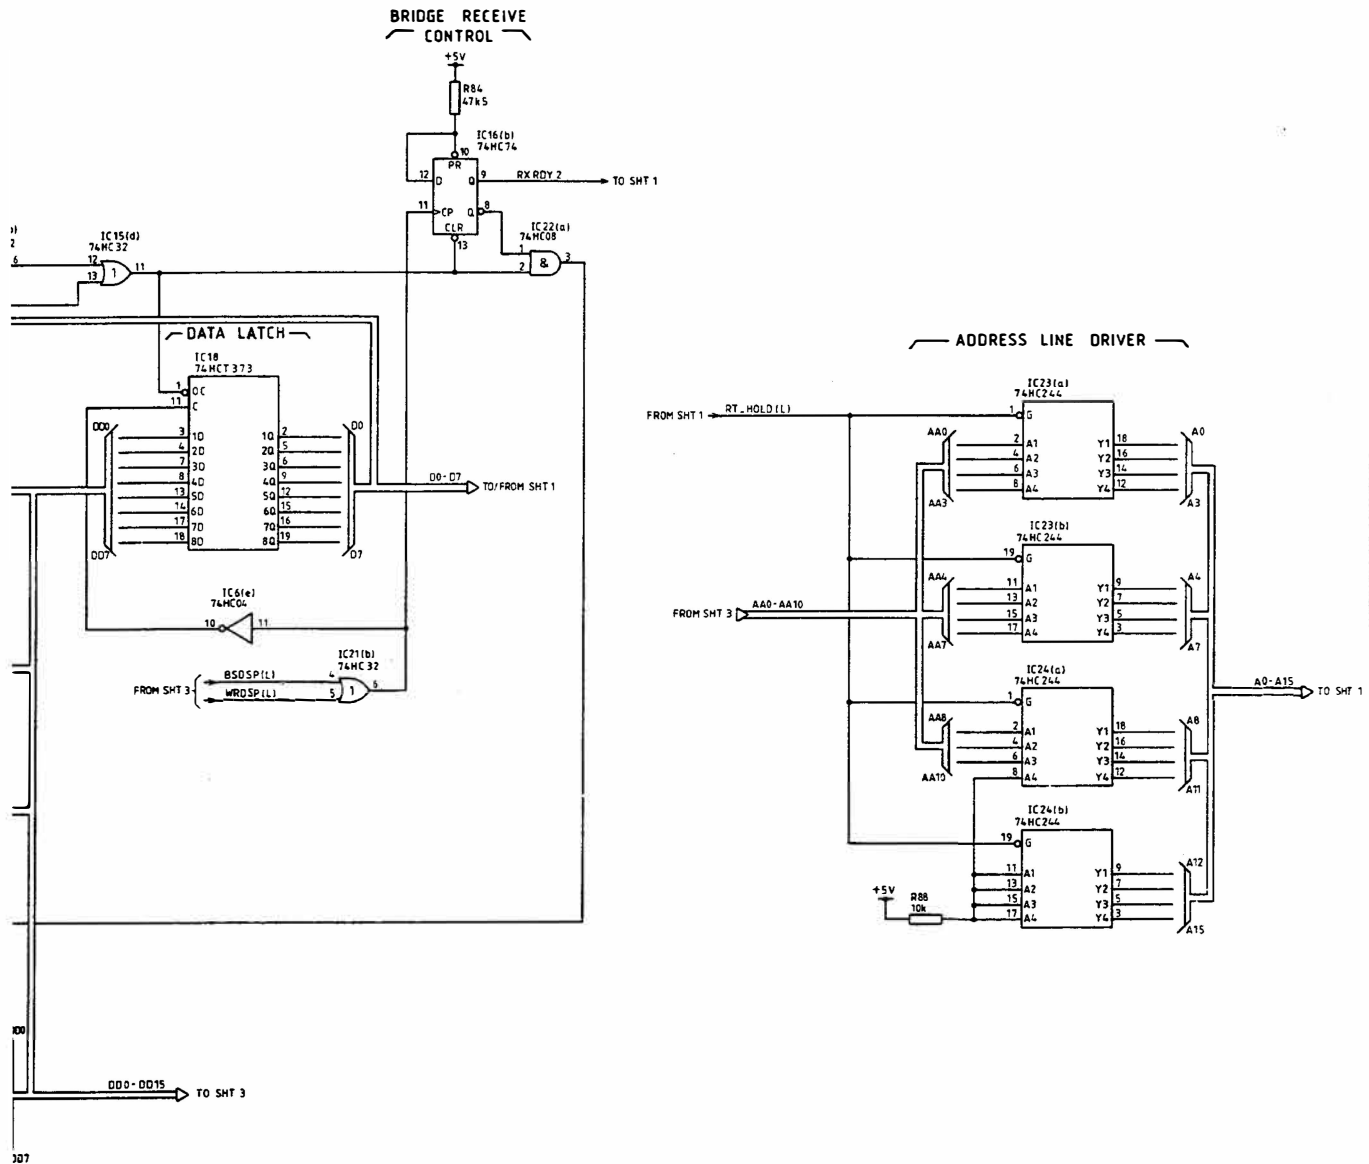 BRIDGE RECEIVE
CONTROL
+5V
R84
47k5
IC16(b)
74HC74
10
PR
12 D Q 9 RXRDY 2 TO SHT 1
11 CP Q 8
CLR
13
IC22(a)
74HC08
1
2
&
3
2
6
IC15(d)
74HC32
12
13
1
11
DATA LATCH
IC18
74HCT373
1 OC
11 C
DD0
DD7
3 1D 1Q 2
4 2D 2Q 5
7 3D 3Q 6
8 4D 4Q 9
13 5D 5Q 12
14 6D 6Q 15
17 7D 7Q 16
18 8D 8Q 19
D0
D7
D0-D7 TO/FROM SHT 1
IC6(e)
74HC04
10
11
IC21(b)
74HC32
FROM SHT 3
BSDSP(L) 4
WRDSP(L) 5
1
6
DD0-DD15 TO SHT 3
DD7
ADDRESS LINE DRIVER
FROM SHT 1 RT_HOLD(L)
IC23(a)
74HC244
1 G
AA0
AA3
2 A1 Y1 18
4 A2 Y2 16
6 A3 Y3 14
8 A4 Y4 12
A0
A3
IC23(b)
74HC244
19 G
FROM SHT 3 AA0-AA10
AA4
AA7
11 A1 Y1 9
13 A2 Y2 7
15 A3 Y3 5
17 A4 Y4 3
A4
A7
IC24(a)
74HC244
1 G
AA8
AA10
2 A1 Y1 18
4 A2 Y2 16
6 A3 Y3 14
8 A4 Y4 12
A8
A11
A0-A15 TO SHT 1
IC24(b)
74HC244
19 G
11 A1 Y1 9
13 A2 Y2 7
15 A3 Y3 5
17 A4 Y4 3
A12
A15
+5V
R88
10k